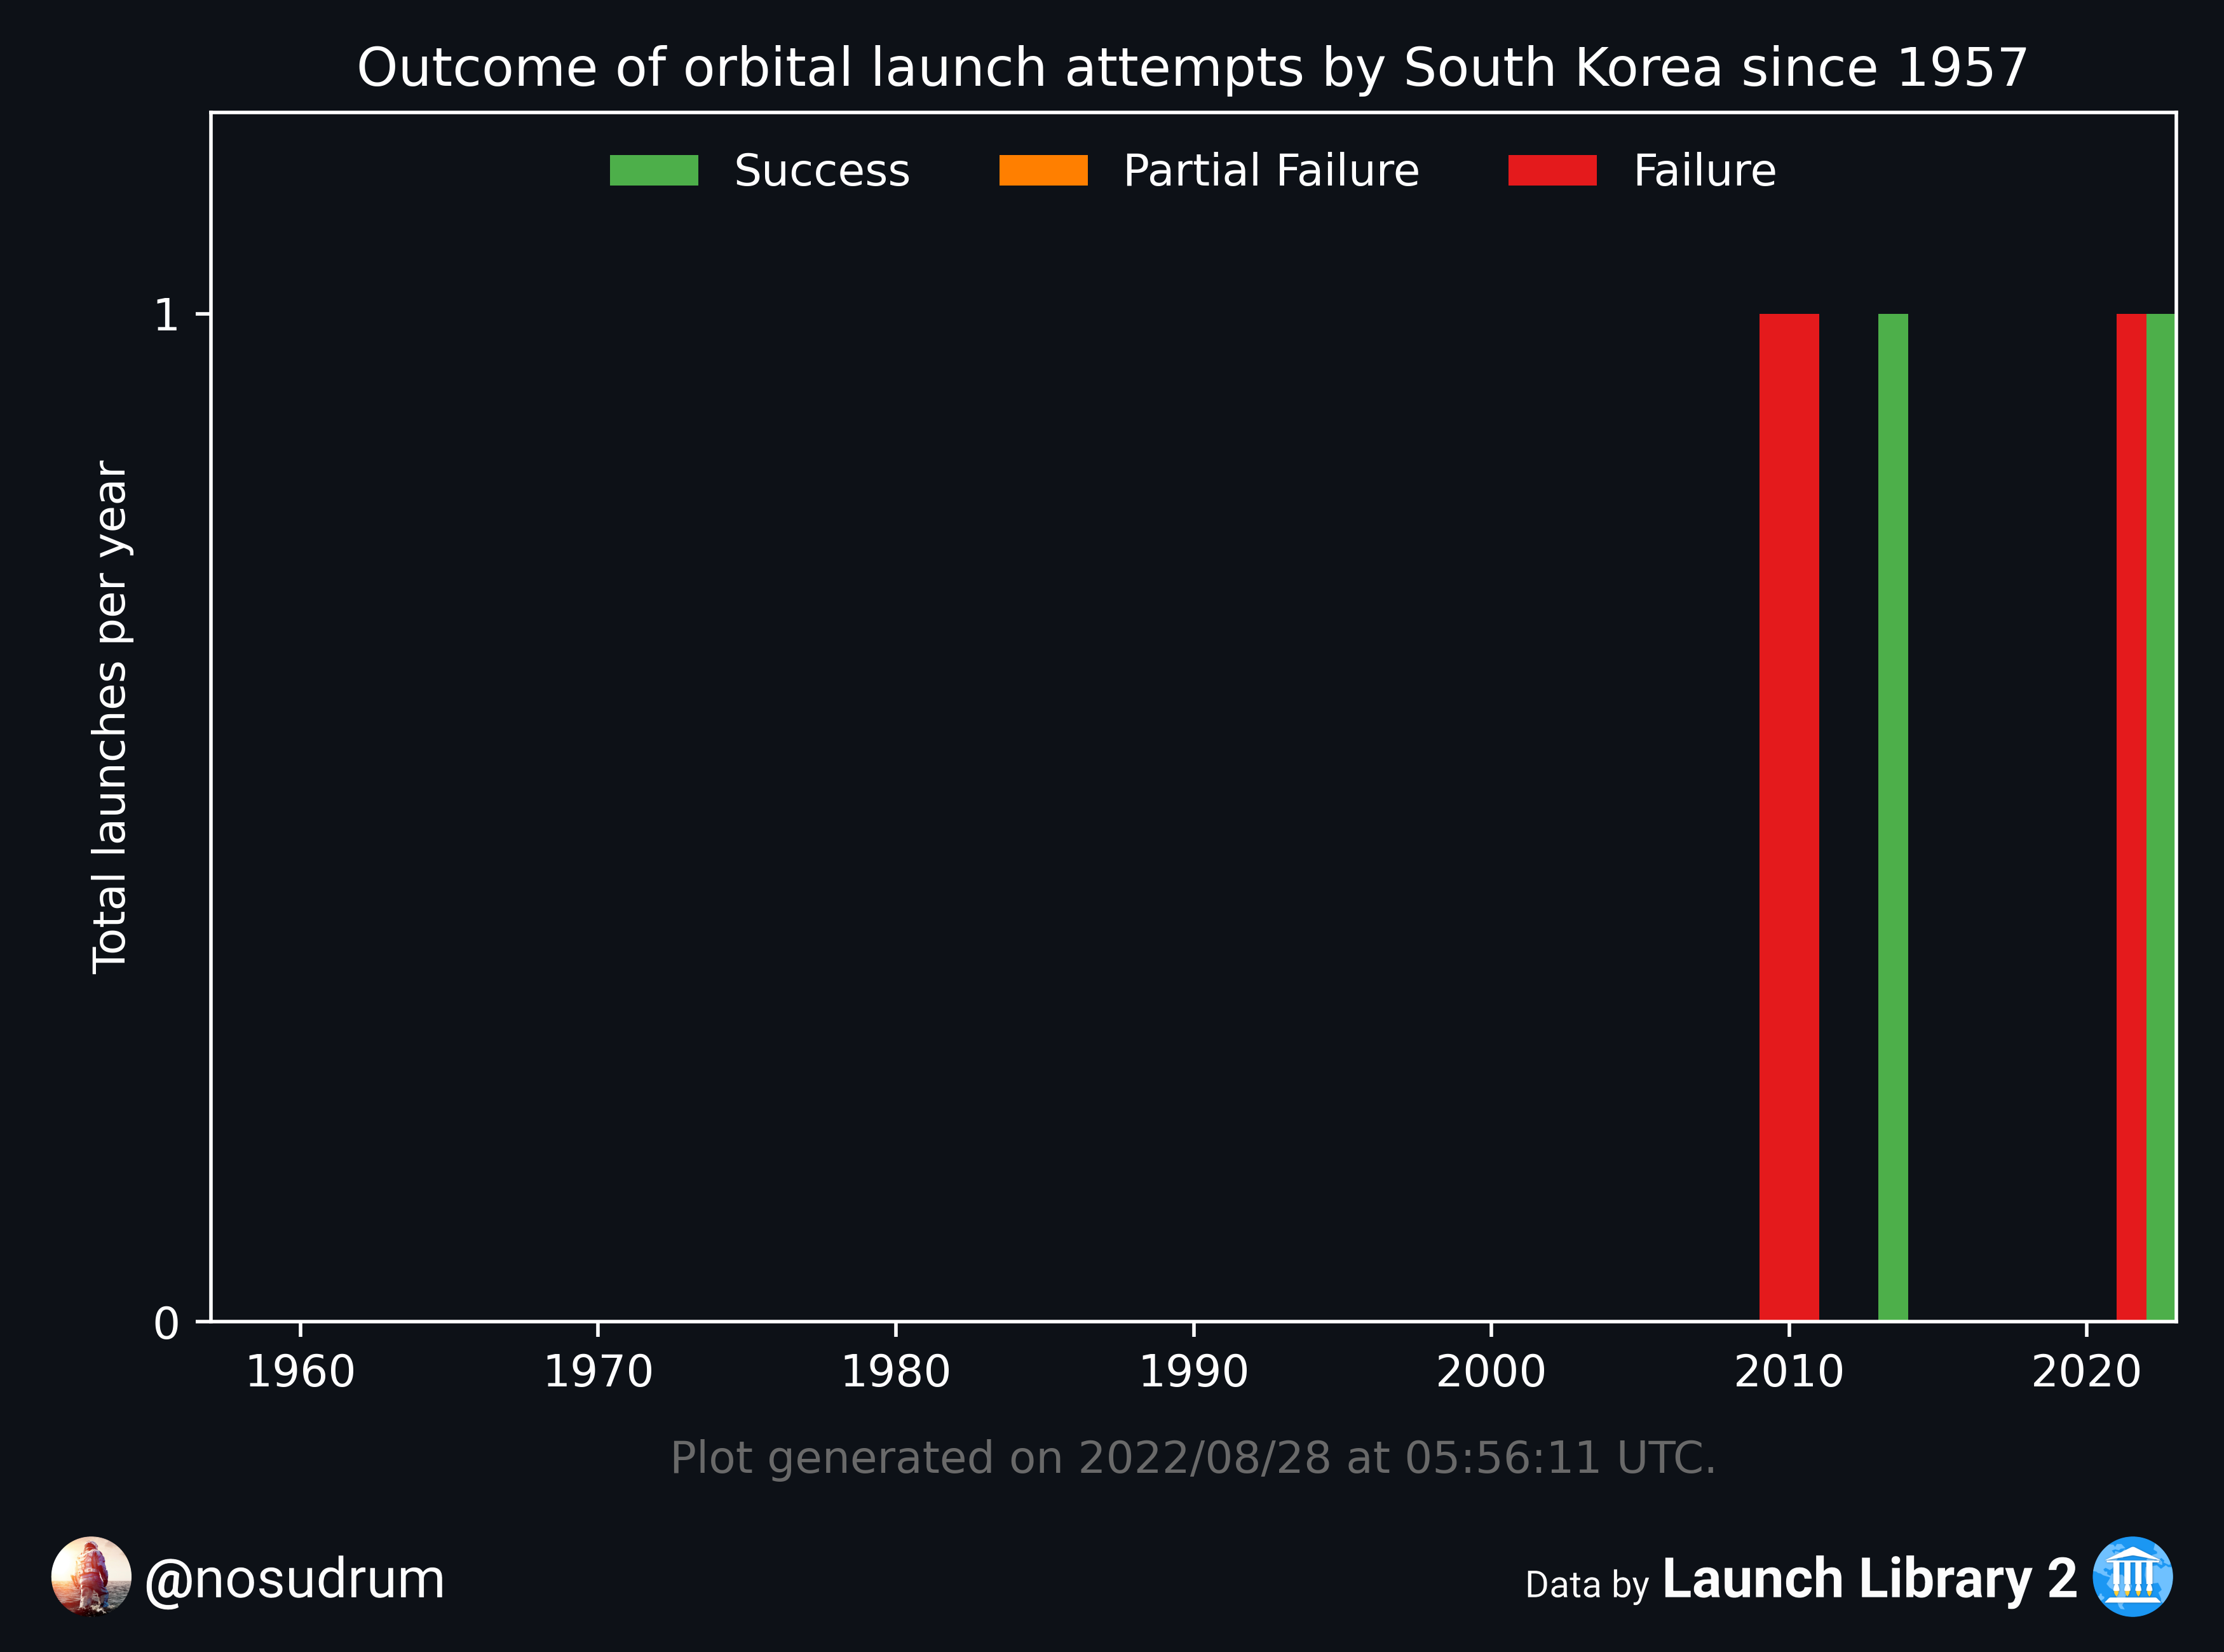 Outcome of orbital launch attempts by South Korea since 1957
Success Partial Failure Failure
Total launches per year
1
0
1960 1970 1980 1990 2000 2010 2020
Plot generated on 2022/08/28 at 05:56:11 UTC.
@nosudrum
Data by Launch Library 2